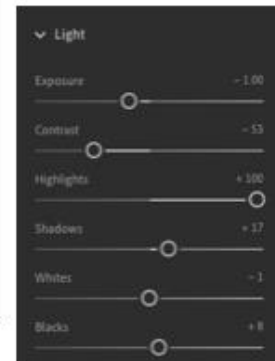 Light
Exposure - 1.00
Contrast - 53
Highlights + 100
Shadows + 17
Whites - 1
Blacks + 8